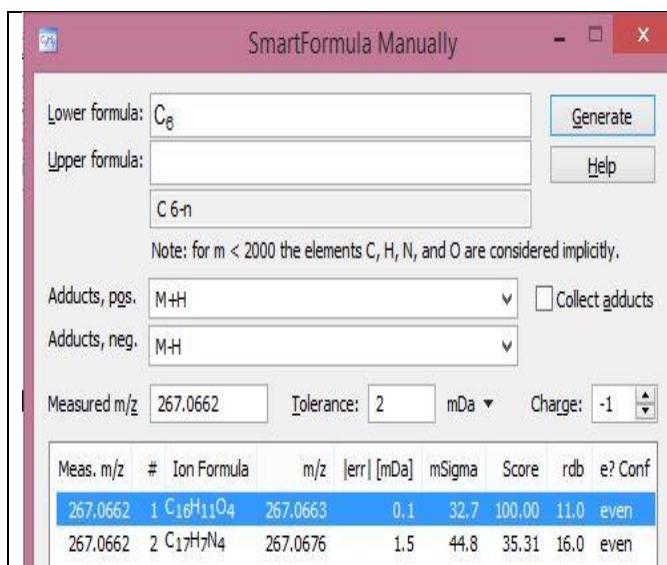 SmartFormula Manually
Lower formula: C₆
Generate
Upper formula:
Help
C 6-n
Note: for m < 2000 the elements C, H, N, and O are considered implicitly.
Adducts, pos. M+H
Collect adducts
Adducts, neg. M-H
Measured m/z 267.0662 Tolerance: 2 mDa Charge: -1
Meas. m/z # Ion Formula m/z |err| [mDa] mSigma Score rdb e⁻ Conf
267.0662 1 C₁₆H₁₁O₄ 267.0663 0.1 32.7 100.00 11.0 even
267.0662 2 C₁₇H₇N₄ 267.0676 1.5 44.8 35.31 16.0 even